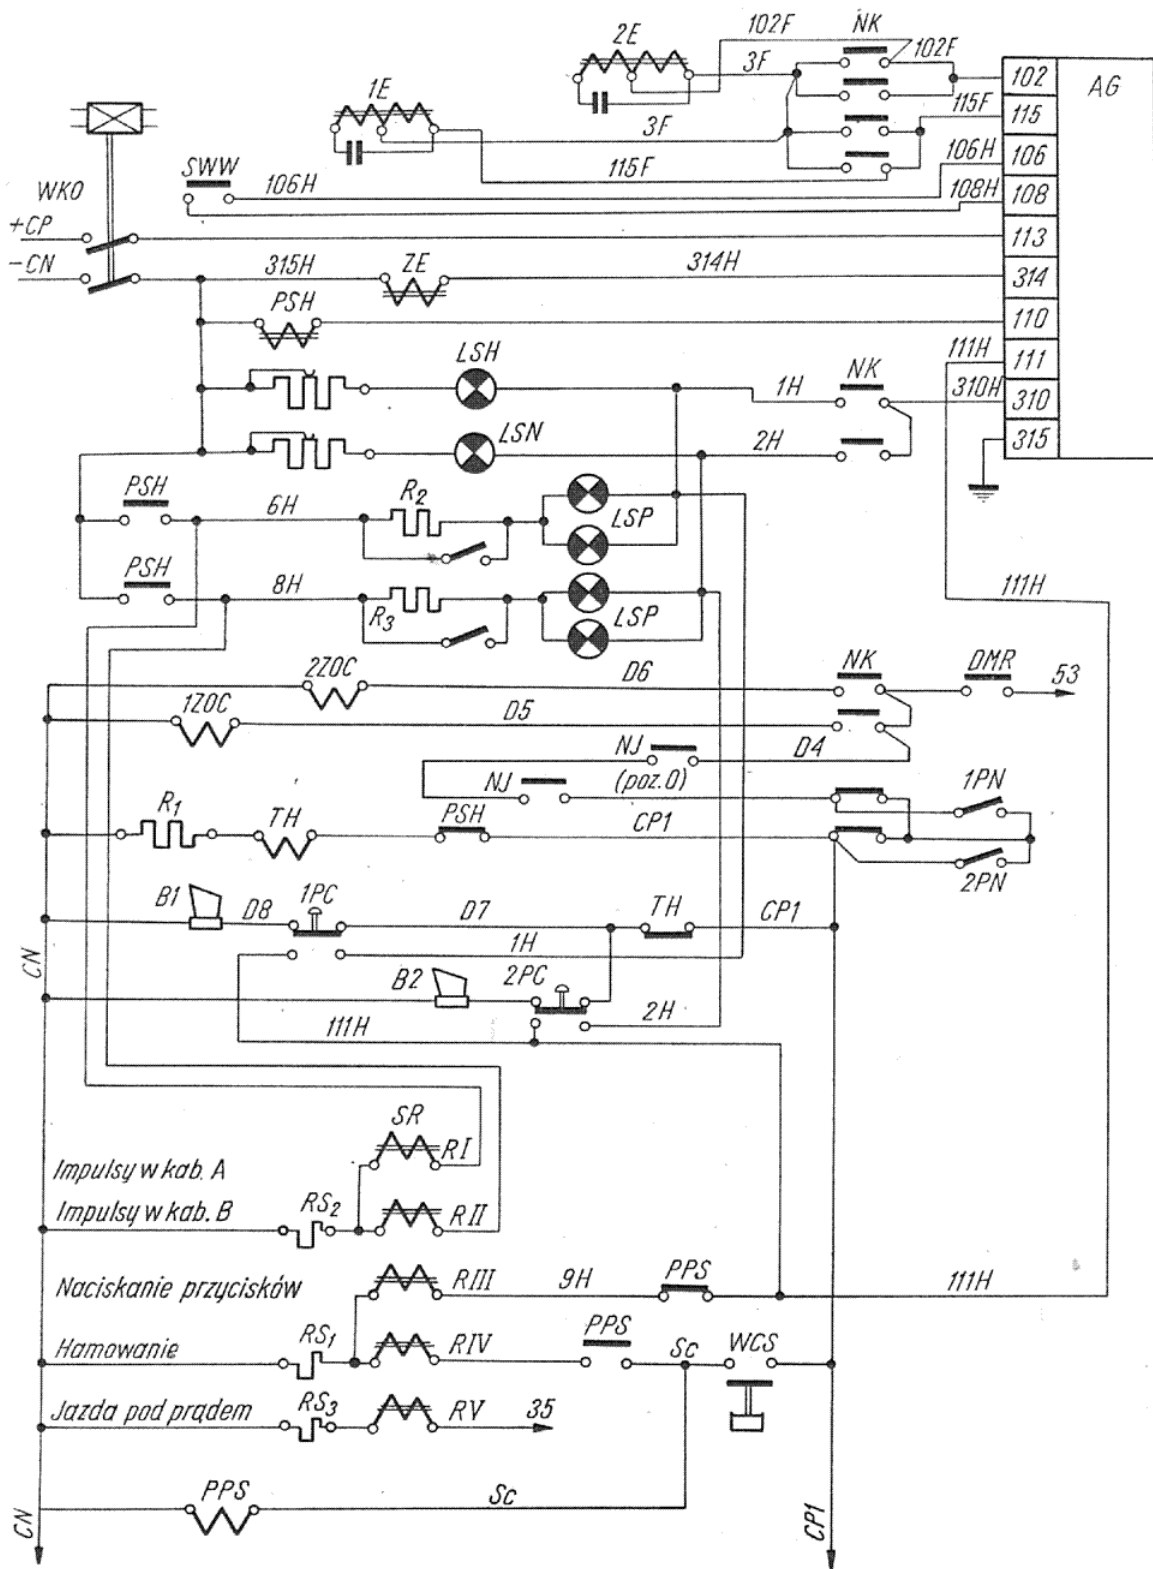 2E
102F
NK
102F
3F
102
AG
1E
115F
115
3F
106H
106
115F
SWW
106H
108H
108
WKO
+CP
113
-CN
315H
ZE
314H
314
PSH
110
LSH
111H
111
1H
NK
310H
310
LSN
2H
315
PSH
6H
R2
LSP
PSH
8H
111H
R3
LSP
2ZOC
D6
NK
DMR
53
1ZOC
D5
D4
NJ
NJ
(poz.0)
1PN
R1
TH
PSH
CP1
2PN
B1
D8
1PC
D7
TH
CP1
1H
CN
B2
2PC
2H
111H
SR
RI
Impulsy w kab. A
Impulsy w kab. B
RS2
RII
Naciskanie przycisków
RIII
9H
PPS
111H
Hamowanie
RS1
RIV
PPS
Sc
WCS
Jazda pod prądem
RS3
RV
35
PPS
Sc
CN
CP1